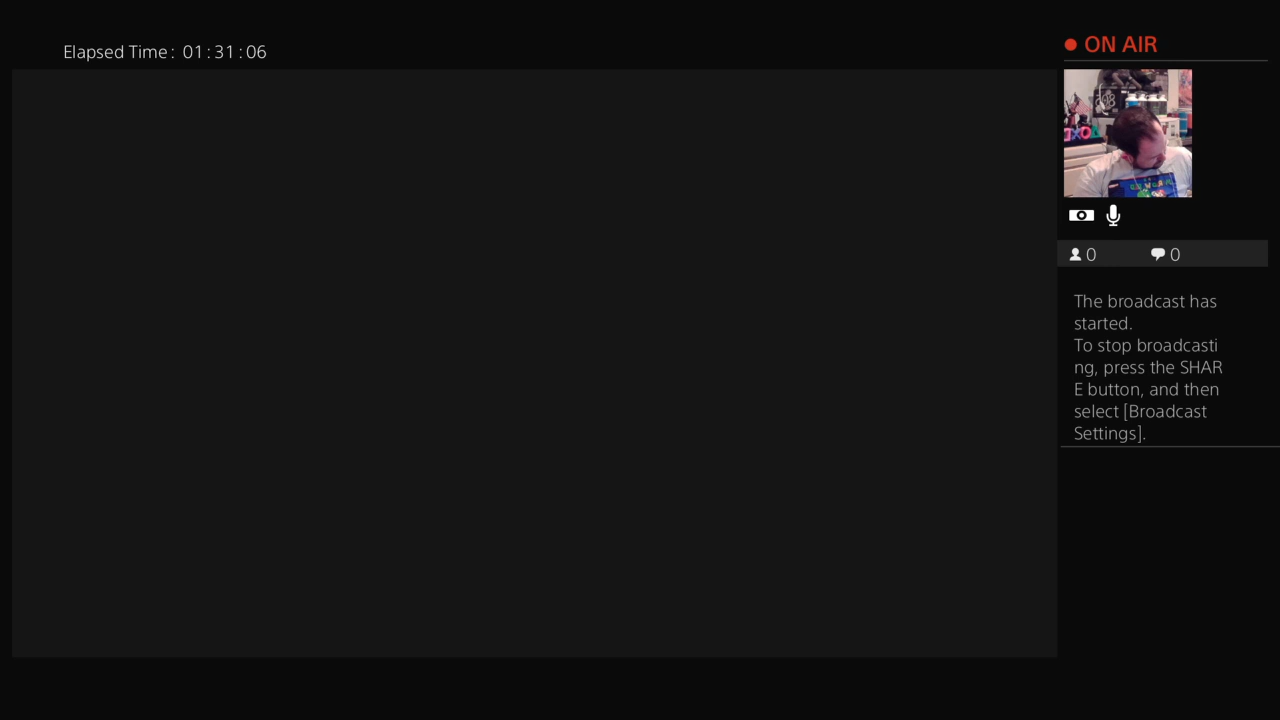 Elapsed Time: 01:31:06
ON AIR
0
0
The broadcast has
started.
To stop broadcasti
ng, press the SHAR
E button, and then
select [Broadcast
Settings].